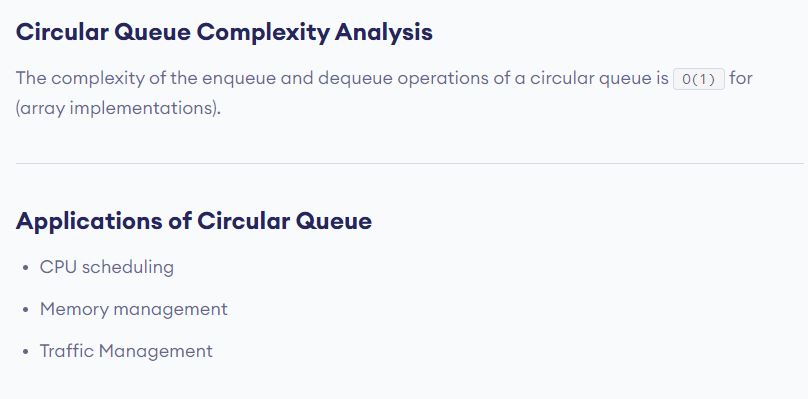 Circular Queue Complexity Analysis
The complexity of the enqueue and dequeue operations of a circular queue is O(1) for
(array implementations).
Applications of Circular Queue
• CPU scheduling
• Memory management
• Traffic Management